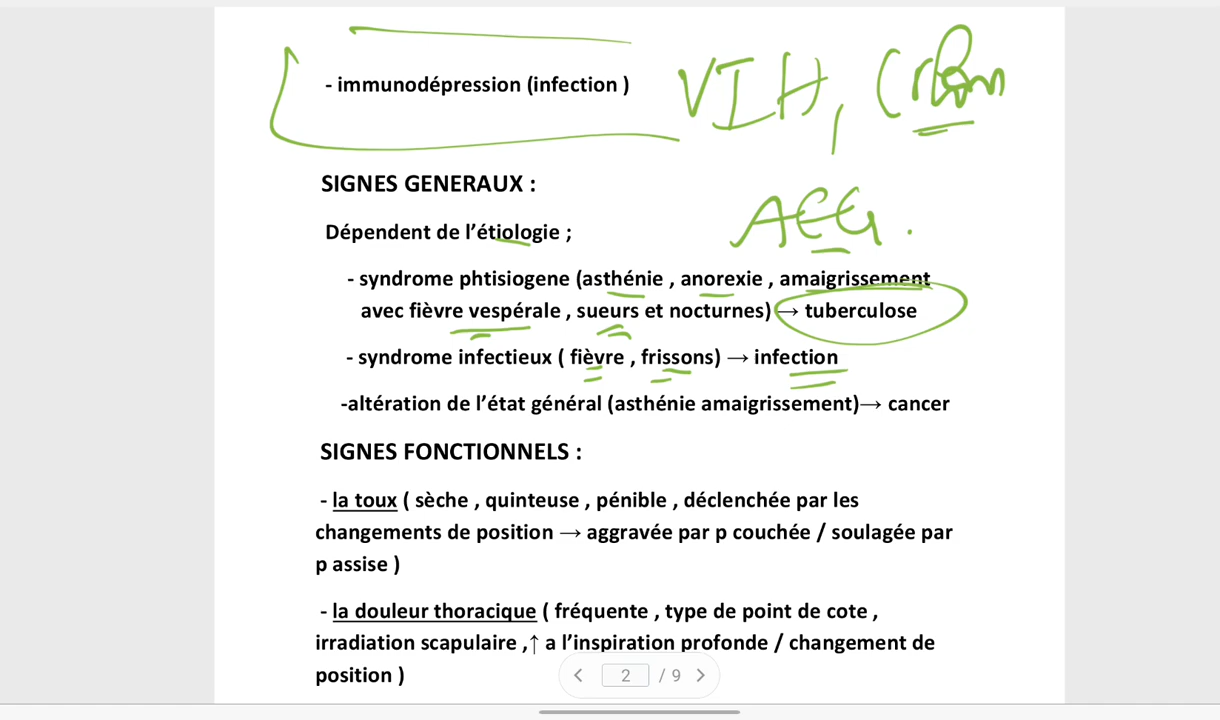 - immunodépression (infection ) VIH,
SIGNES GENERAUX :
AEG.
Dépendent de l'étiologie ;
- syndrome phtisiogene (asthénie , anorexie , amaigrissement
avec fièvre vespérale , sueurs et nocturnes) → tuberculose
- syndrome infectieux ( fièvre , frissons) → infection
-altération de l'état général (asthénie amaigrissement)→ cancer
SIGNES FONCTIONNELS :
- la toux ( sèche , quinteuse , pénible , déclenchée par les
changements de position → aggravée par p couchée / soulagée par
p assise )
- la douleur thoracique ( fréquente , type de point de cote ,
irradiation scapulaire ,↑ a l'inspiration profonde / changement de
position )
2 / 9